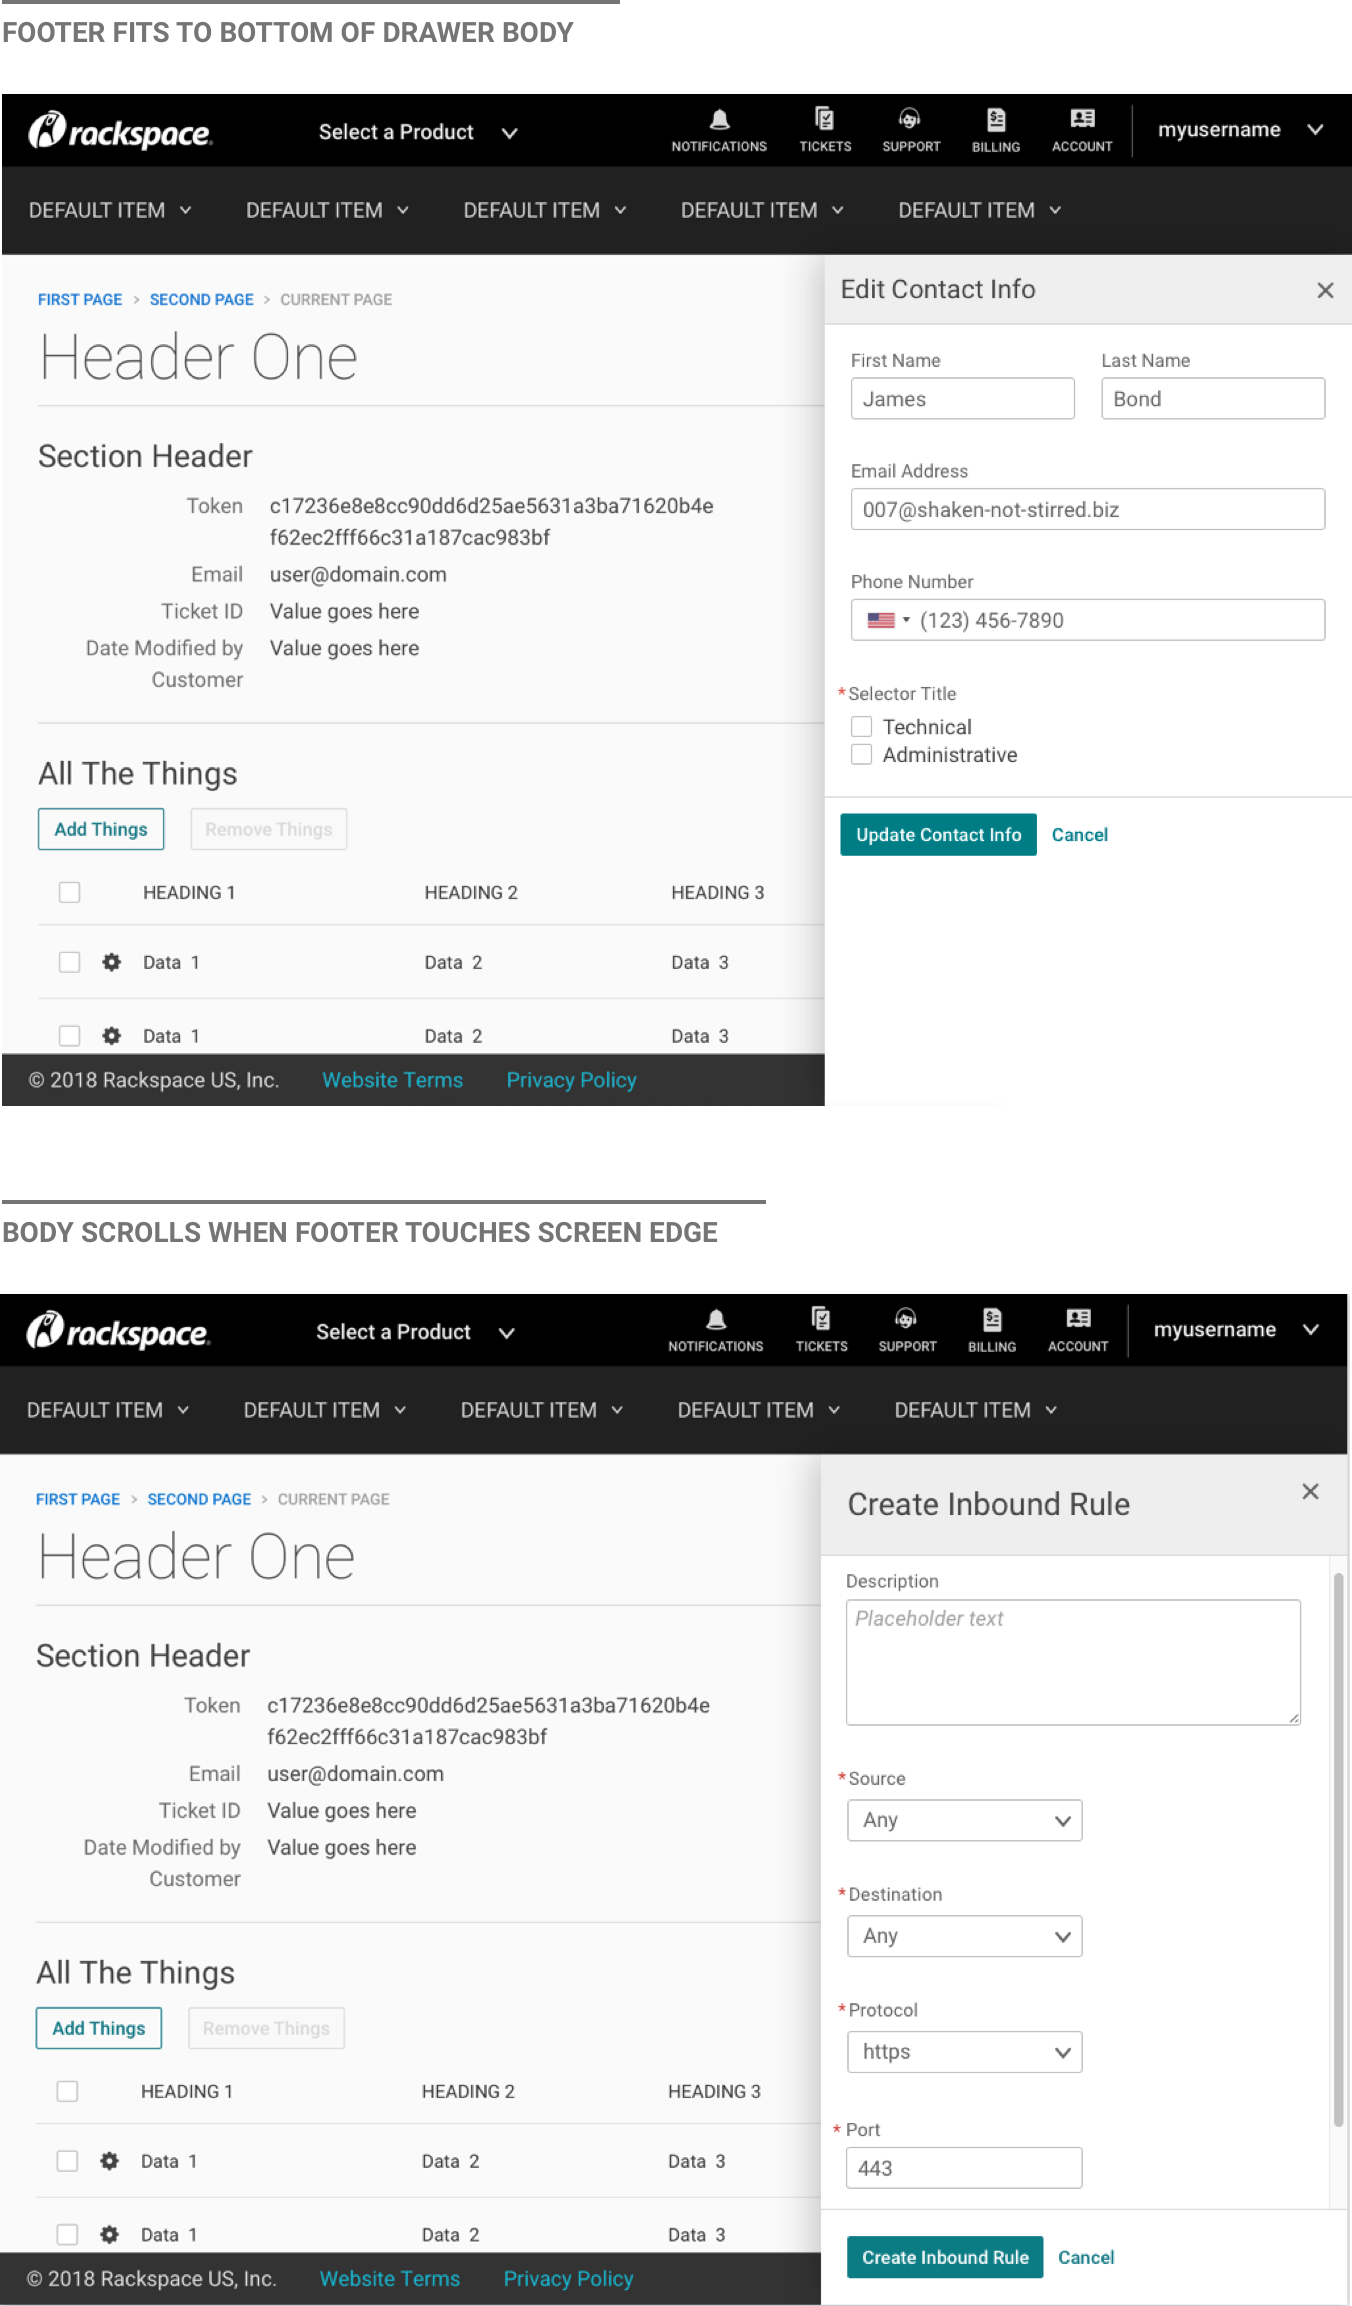 FOOTER FITS TO BOTTOM OF DRAWER BODY
rackspace
Select a Product
NOTIFICATIONS
TICKETS
SUPPORT
BILLING
ACCOUNT
myusername
DEFAULT ITEM
DEFAULT ITEM
DEFAULT ITEM
DEFAULT ITEM
DEFAULT ITEM
FIRST PAGE > SECOND PAGE > CURRENT PAGE
Header One
Section Header
Token c17236e8e8cc90dd6d25ae5631a3ba71620b4e
f62ec2fff66c31a187cac983bf
Email user@domain.com
Ticket ID Value goes here
Date Modified by Value goes here
Customer
All The Things
Add Things Remove Things
HEADING 1 HEADING 2 HEADING 3
Data 1 Data 2 Data 3
Data 1 Data 2 Data 3
© 2018 Rackspace US, Inc. Website Terms Privacy Policy
Edit Contact Info
First Name Last Name
James Bond
Email Address
007@shaken-not-stirred.biz
Phone Number
(123) 456-7890
* Selector Title
Technical
Administrative
Update Contact Info Cancel
BODY SCROLLS WHEN FOOTER TOUCHES SCREEN EDGE
rackspace
Select a Product
NOTIFICATIONS
TICKETS
SUPPORT
BILLING
ACCOUNT
myusername
DEFAULT ITEM
DEFAULT ITEM
DEFAULT ITEM
DEFAULT ITEM
DEFAULT ITEM
FIRST PAGE > SECOND PAGE > CURRENT PAGE
Header One
Section Header
Token c17236e8e8cc90dd6d25ae5631a3ba71620b4e
f62ec2fff66c31a187cac983bf
Email user@domain.com
Ticket ID Value goes here
Date Modified by Value goes here
Customer
All The Things
Add Things Remove Things
HEADING 1 HEADING 2 HEADING 3
Data 1 Data 2 Data 3
Data 1 Data 2 Data 3
© 2018 Rackspace US, Inc. Website Terms Privacy Policy
Create Inbound Rule
Description
Placeholder text
* Source
Any
* Destination
Any
* Protocol
https
* Port
443
Create Inbound Rule Cancel